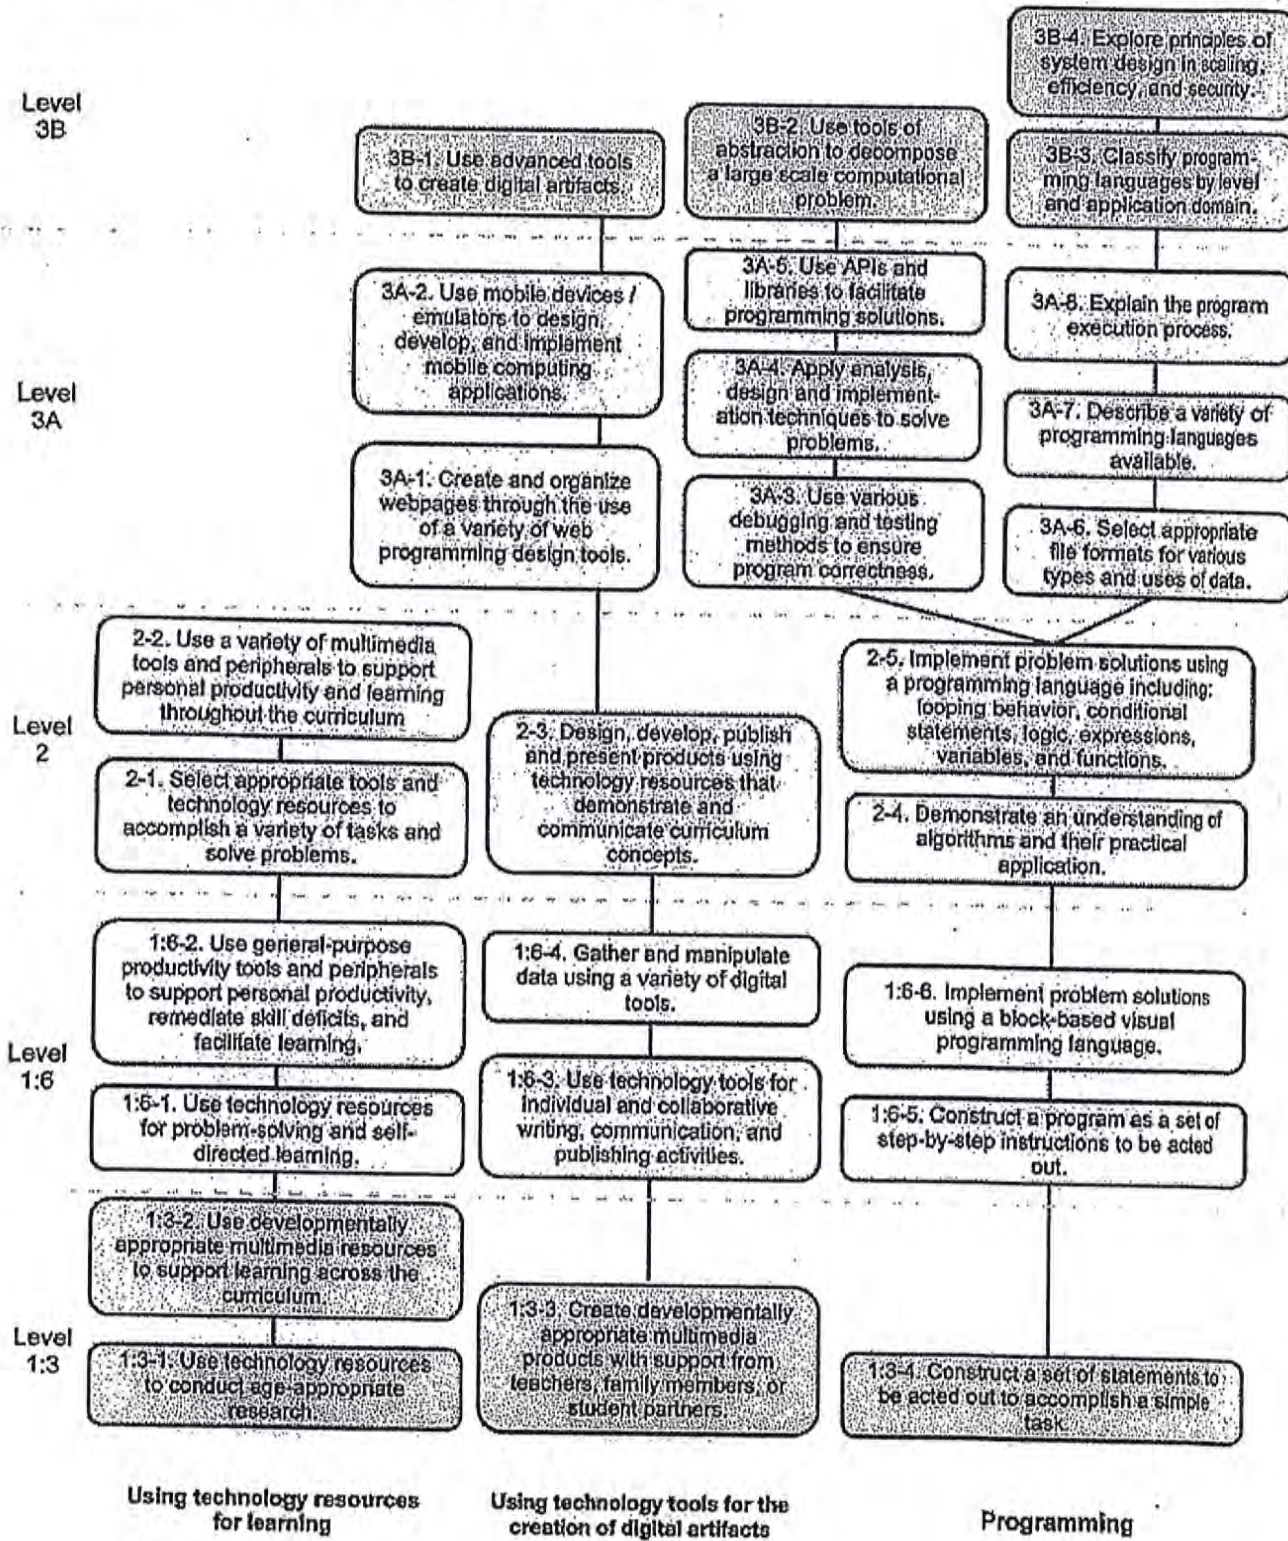 3B-4. Explore principles of
system design in scaling,
efficiency, and security.
Level
3B
3B-1. Use advanced tools
to create digital artifacts.
3B-2. Use tools of
abstraction to decompose
a large scale computational
problem.
3B-3. Classify program-
ming languages by level
and application domain.
Level
3A
3A-2. Use mobile devices /
emulators to design,
develop, and implement
mobile computing
applications.
3A-1. Create and organize
webpages through the use
of a variety of web
programming design tools.
3A-5. Use APIs and
libraries to facilitate
programming solutions.
3A-4. Apply analysis,
design and implement-
ation techniques to solve
problems.
3A-3. Use various
debugging and testing
methods to ensure
program correctness.
3A-8. Explain the program
execution process.
3A-7. Describe a variety of
programming languages
available.
3A-6. Select appropriate
file formats for various
types and uses of data.
Level
2
2-2. Use a variety of multimedia
tools and peripherals to support
personal productivity and learning
throughout the curriculum
2-1. Select appropriate tools and
technology resources to
accomplish a variety of tasks and
solve problems.
2-3. Design, develop, publish
and present products using
technology resources that
demonstrate and
communicate curriculum
concepts.
2-5. Implement problem solutions using
a programming language including:
looping behavior, conditional
statements, logic, expressions,
variables, and functions.
2-4. Demonstrate an understanding of
algorithms and their practical
application.
Level
1:6
1:6-2. Use general-purpose
productivity tools and peripherals
to support personal productivity,
remediate skill deficits, and
facilitate learning.
1:6-1. Use technology resources
for problem-solving and self-
directed learning.
1:6-4. Gather and manipulate
data using a variety of digital
tools.
1:6-3. Use technology tools for
individual and collaborative
writing, communication, and
publishing activities.
1:6-6. Implement problem solutions
using a block-based visual
programming language.
1:6-5. Construct a program as a set of
step-by-step instructions to be acted
out.
Level
1:3
1:3-2. Use developmentally
appropriate multimedia resources
to support learning across the
curriculum.
1:3-1. Use technology resources
to conduct age-appropriate
research.
1:3-3. Create developmentally
appropriate multimedia
products with support from
teachers, family members, or
student partners.
1:3-4. Construct a set of statements to
be acted out to accomplish a simple
task.
Using technology resources
for learning
Using technology tools for the
creation of digital artifacts
Programming